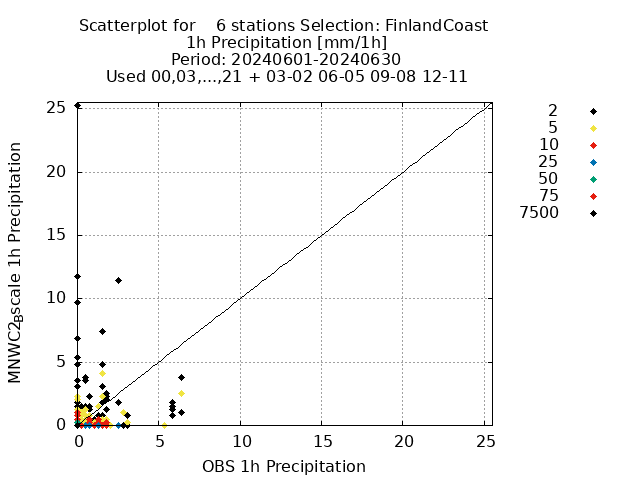 Scatterplot for    6 stations Selection: FinlandCoast
1h Precipitation [mm/1h]
Period: 20240601-20240630
Used 00,03,...,21 + 03-02 06-05 09-08 12-11
MNWC2Bscale 1h Precipitation
25
20
15
10
5
0
0 5 10 15 20 25
OBS 1h Precipitation
2
5
10
25
50
75
7500